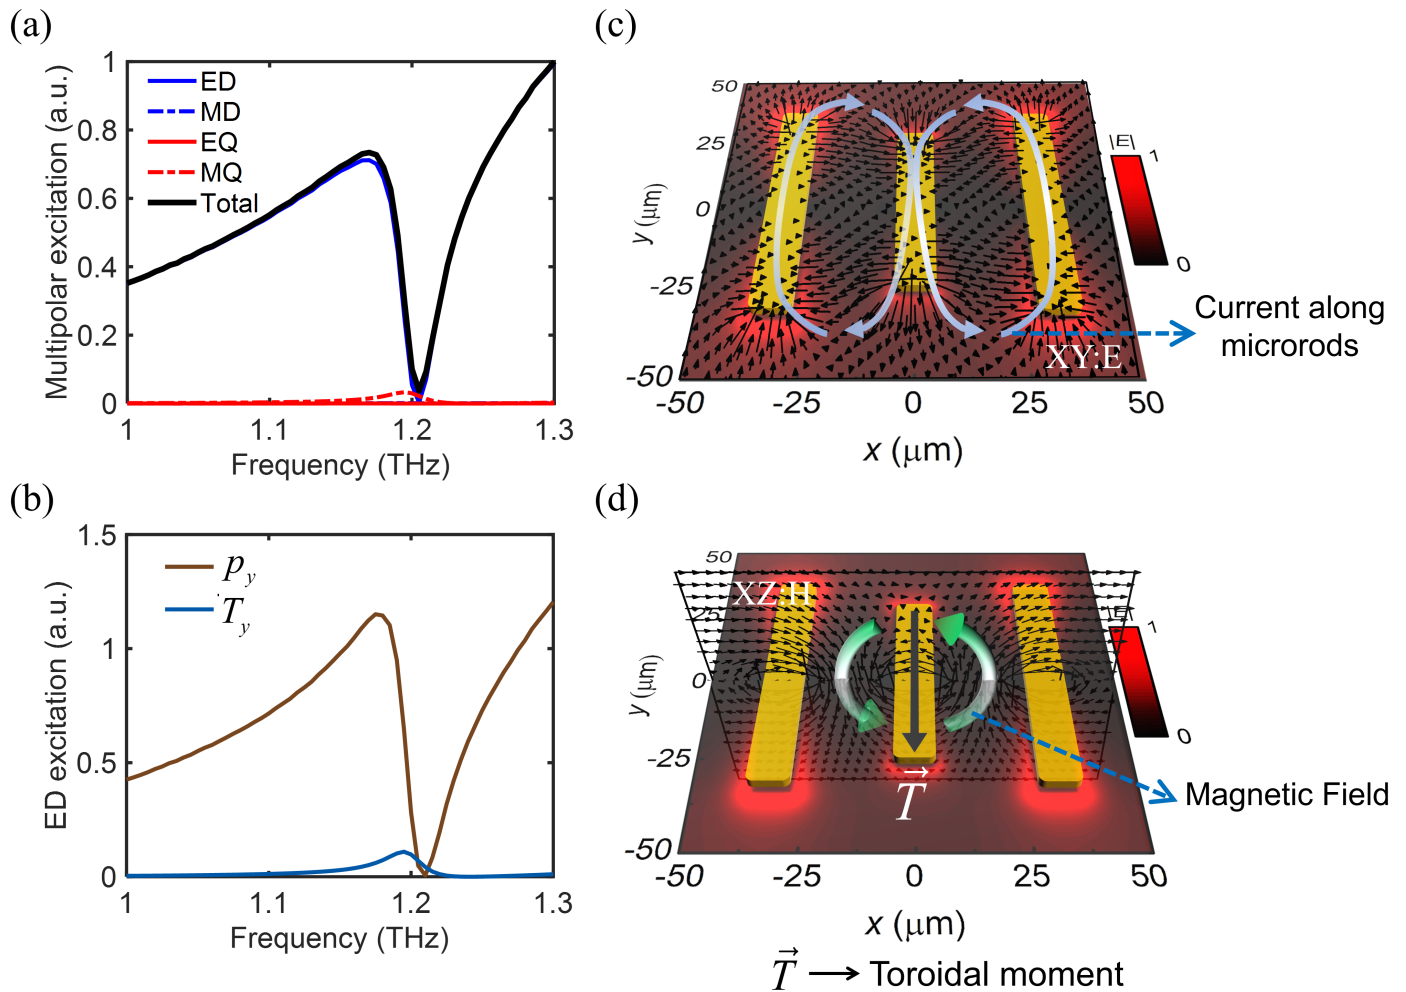 (a)
Multipolar excitation (a.u.)
1
0.8
0.6
0.4
0.2
0
ED
MD
EQ
MQ
Total
1 1.1 1.2 1.3
Frequency (THz)
(b)
ED excitation (a.u.)
1.5
1
0.5
0
p_y
T_y
1 1.1 1.2 1.3
Frequency (THz)
(c)
y (μm)
50
25
0
-25
-50
XY:E
|E|
1
0
Current along
microrods
-50 -25 0 25 50
x (μm)
(d)
y (μm)
50
25
0
-25
-50
XZ:H
|E|
1
0
T⃗
Magnetic Field
-50 -25 0 25 50
x (μm)
T⃗ → Toroidal moment